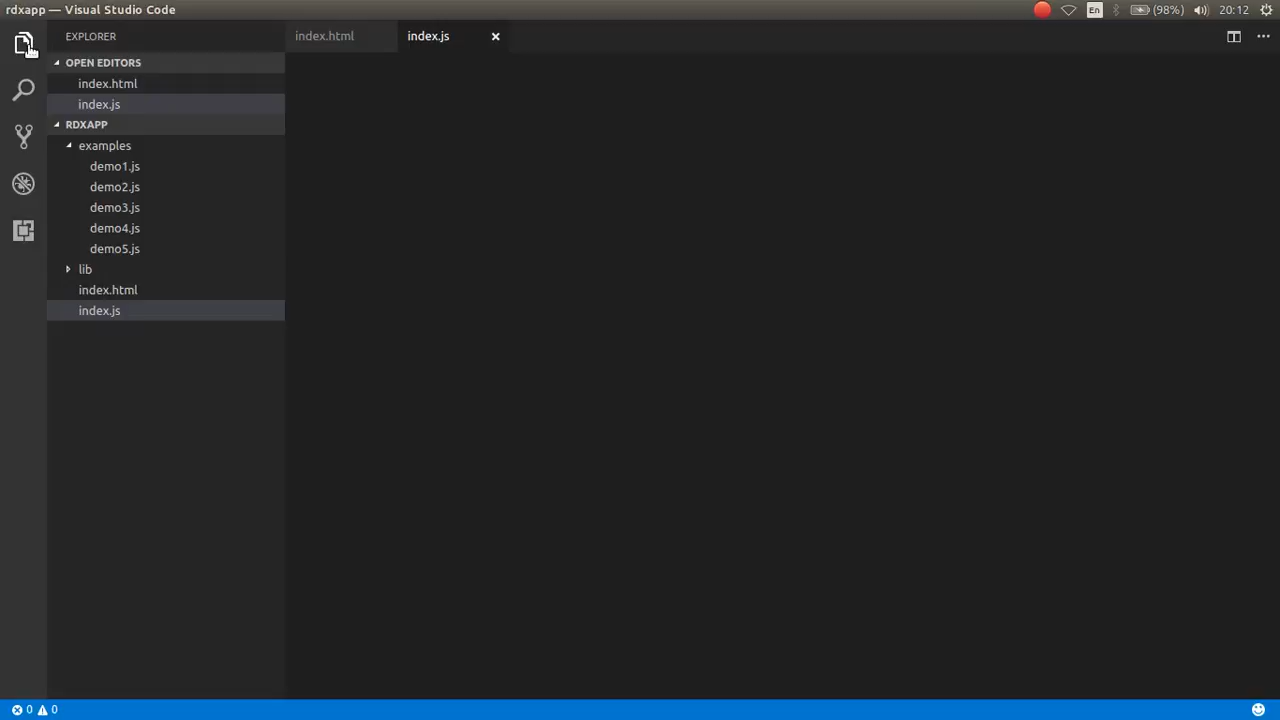 rdxapp — Visual Studio Code
En
(98%)
20:12
EXPLORER
index.html
index.js
OPEN EDITORS
index.html
index.js
RDXAPP
examples
demo1.js
demo2.js
demo3.js
demo4.js
demo5.js
lib
index.html
index.js
0
0